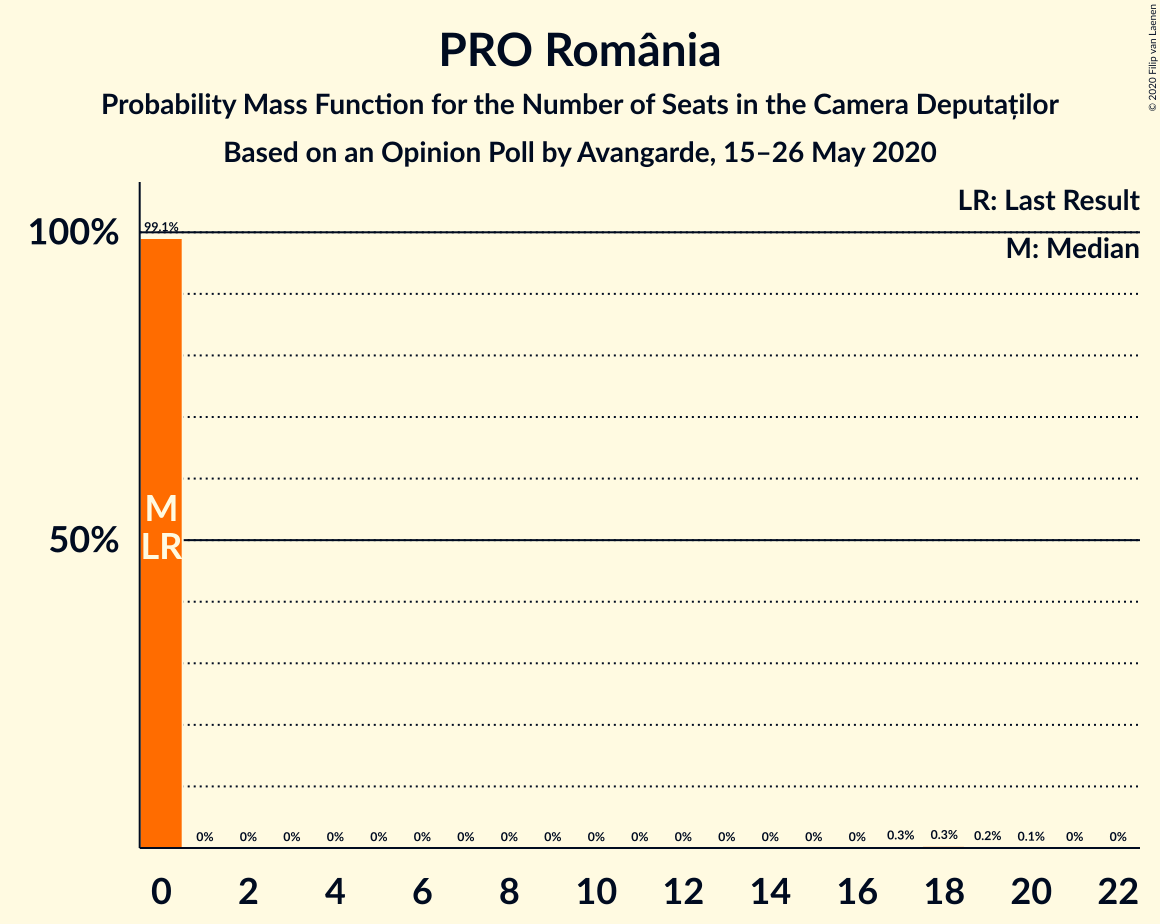 PRO România
Probability Mass Function for the Number of Seats in the Camera Deputaților
Based on an Opinion Poll by Avangarde, 15–26 May 2020
© 2020 Filip van Laenen
LR: Last Result
M: Median
100%
50%
99.1%
M
LR
0% 0% 0% 0% 0% 0% 0% 0% 0% 0% 0% 0% 0% 0% 0% 0% 0.3% 0.3% 0.2% 0.1% 0% 0%
0 2 4 6 8 10 12 14 16 18 20 22